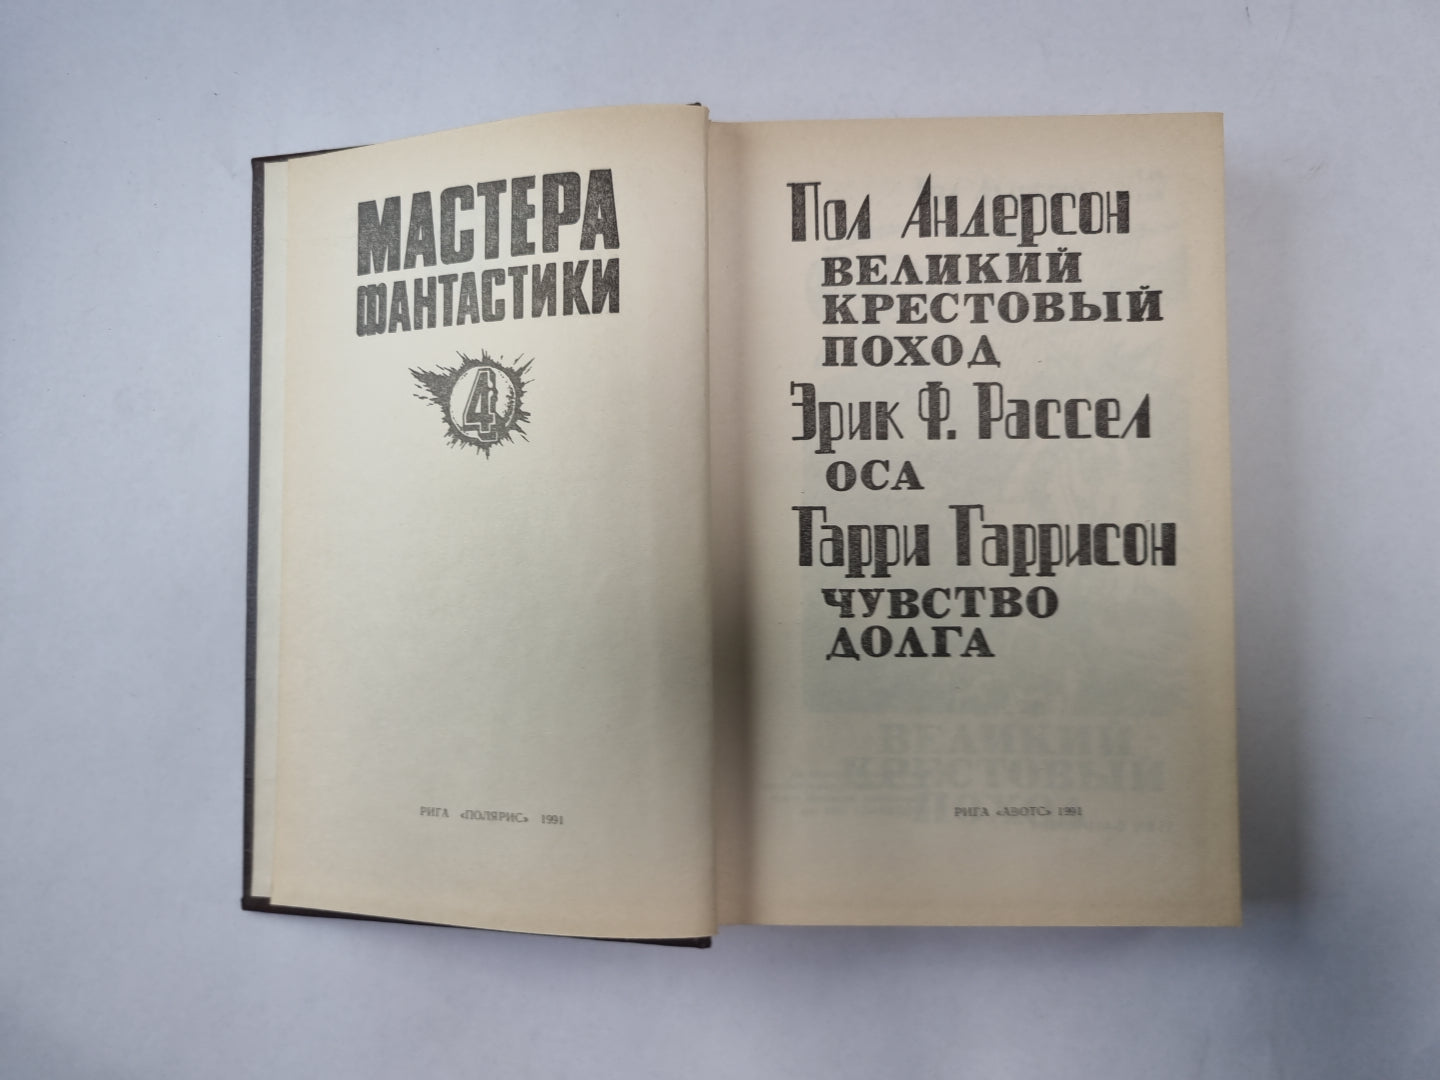 МАСТЕРА
ФАНТАСТИКИ
4
РИГА «ПОЛЯРИС» 1991
Пол Андерсон
ВЕЛИКИЙ
КРЕСТОВЫЙ
ПОХОД
Эрик Ф. Рассел
ОСА
Гарри Гаррисон
ЧУВСТВО
ДОЛГА
РИГА «АВОТС» 1991